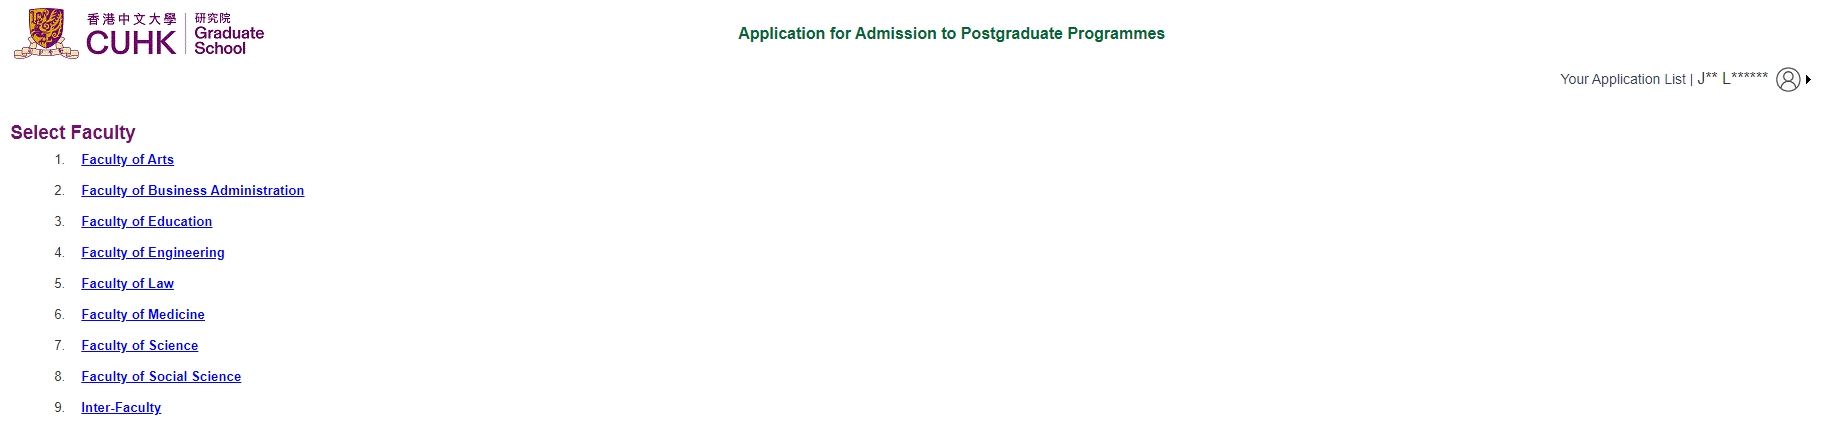 香港中文大學
CUHK
研究院
Graduate
School
Application for Admission to Postgraduate Programmes
Your Application List | J** L******
Select Faculty
1. Faculty of Arts
2. Faculty of Business Administration
3. Faculty of Education
4. Faculty of Engineering
5. Faculty of Law
6. Faculty of Medicine
7. Faculty of Science
8. Faculty of Social Science
9. Inter-Faculty